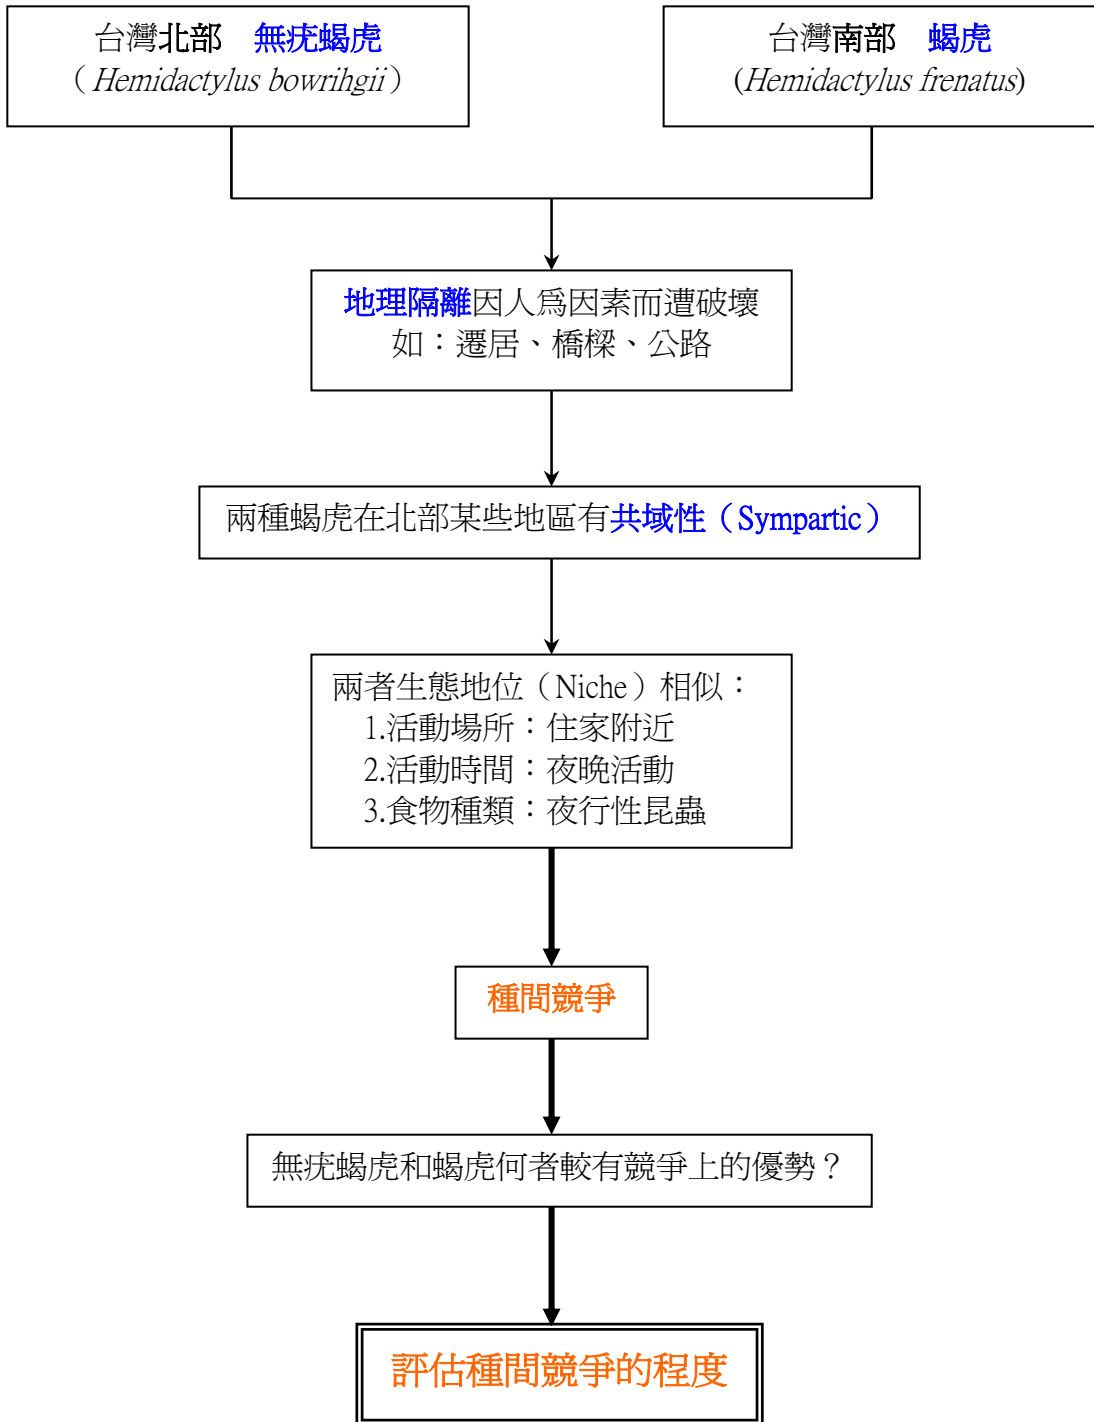 台灣北部　無疣蝎虎
（Hemidactylus bowrihgii）
台灣南部　蝎虎
(Hemidactylus frenatus)
地理隔離因人為因素而遭破壞
如：遷居、橋樑、公路
兩種蝎虎在北部某些地區有共域性（Sympartic）
兩者生態地位（Niche）相似：
1.活動場所：住家附近
2.活動時間：夜晚活動
3.食物種類：夜行性昆蟲
種間競爭
無疣蝎虎和蝎虎何者較有競爭上的優勢？
評估種間競爭的程度